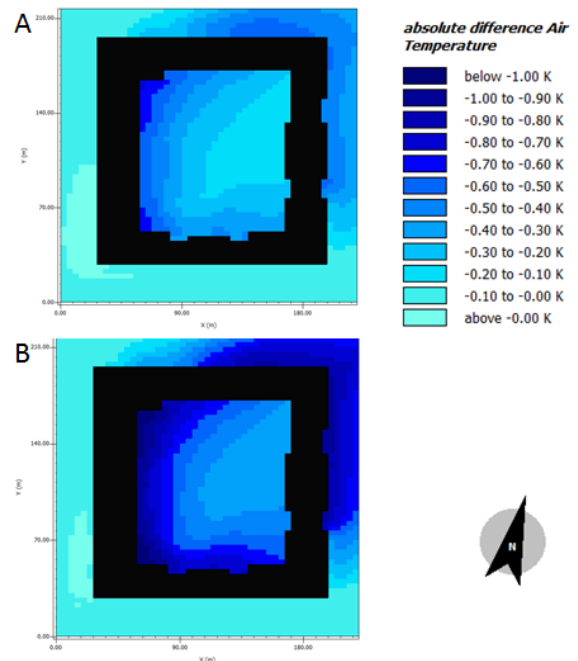 A
absolute difference Air
Temperature
below -1.00 K
-1.00 to -0.90 K
-0.90 to -0.80 K
-0.80 to -0.70 K
-0.70 to -0.60 K
-0.60 to -0.50 K
-0.50 to -0.40 K
-0.40 to -0.30 K
-0.30 to -0.20 K
-0.20 to -0.10 K
-0.10 to -0.00 K
above -0.00 K
210.00
140.00
70.00
0.00
Y (m)
0.00 90.00 180.00
X (m)
B
210.00
140.00
70.00
0.00
Y (m)
0.00 90.00 180.00
X (m)
N